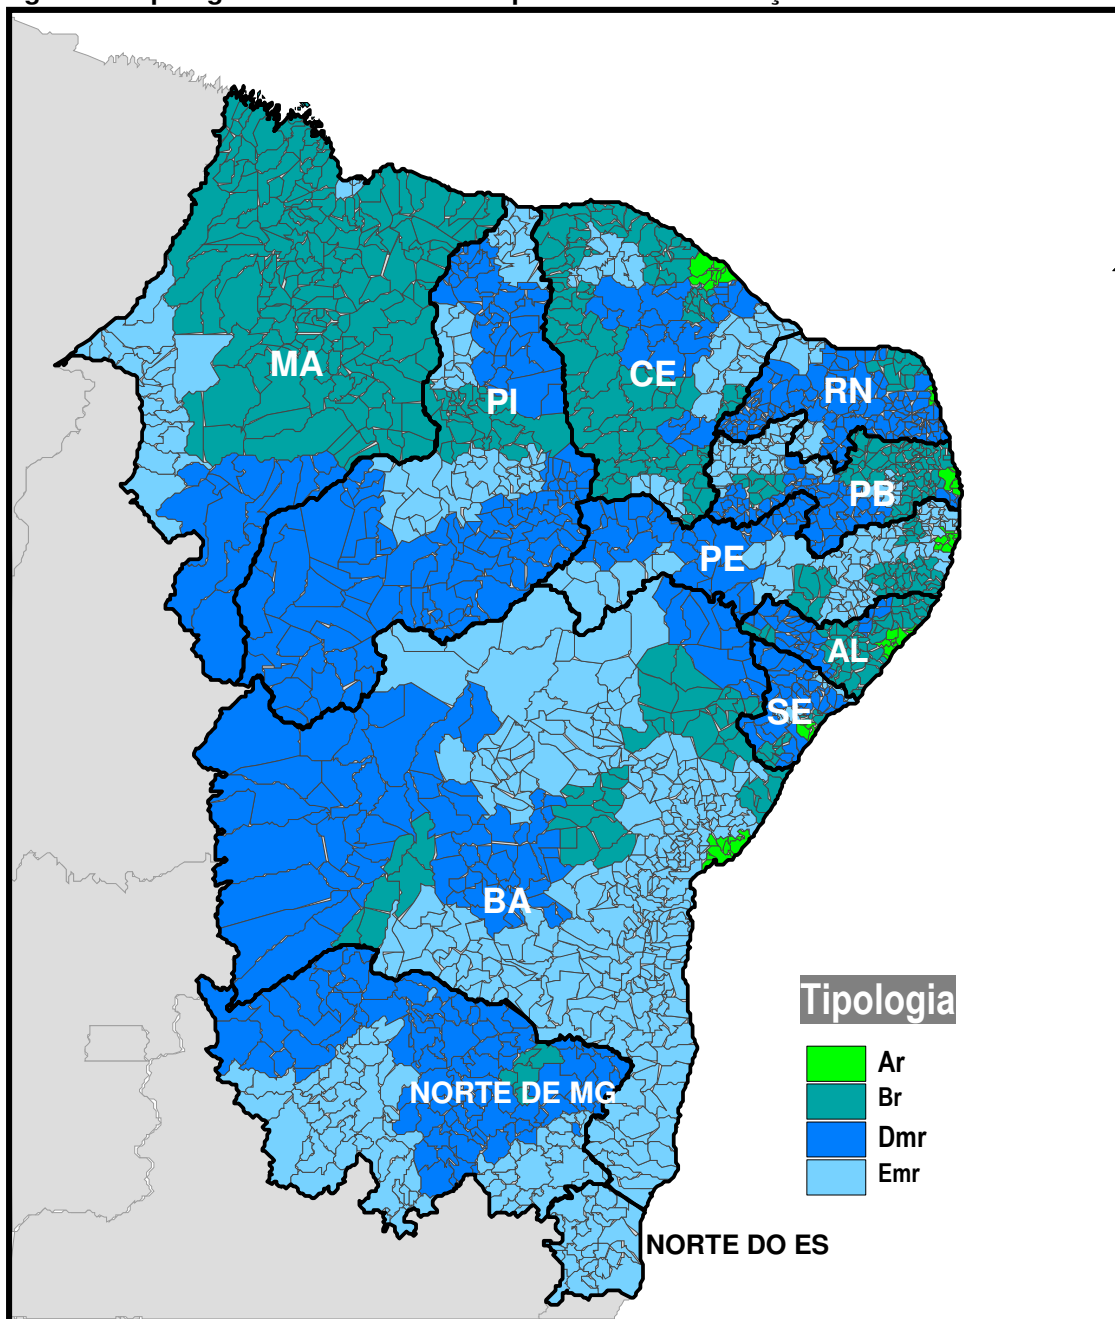 MA
PI
CE
RN
PB
PE
AL
SE
BA
NORTE DE MG
NORTE DO ES
Tipologia
Ar
Br
Dmr
Emr